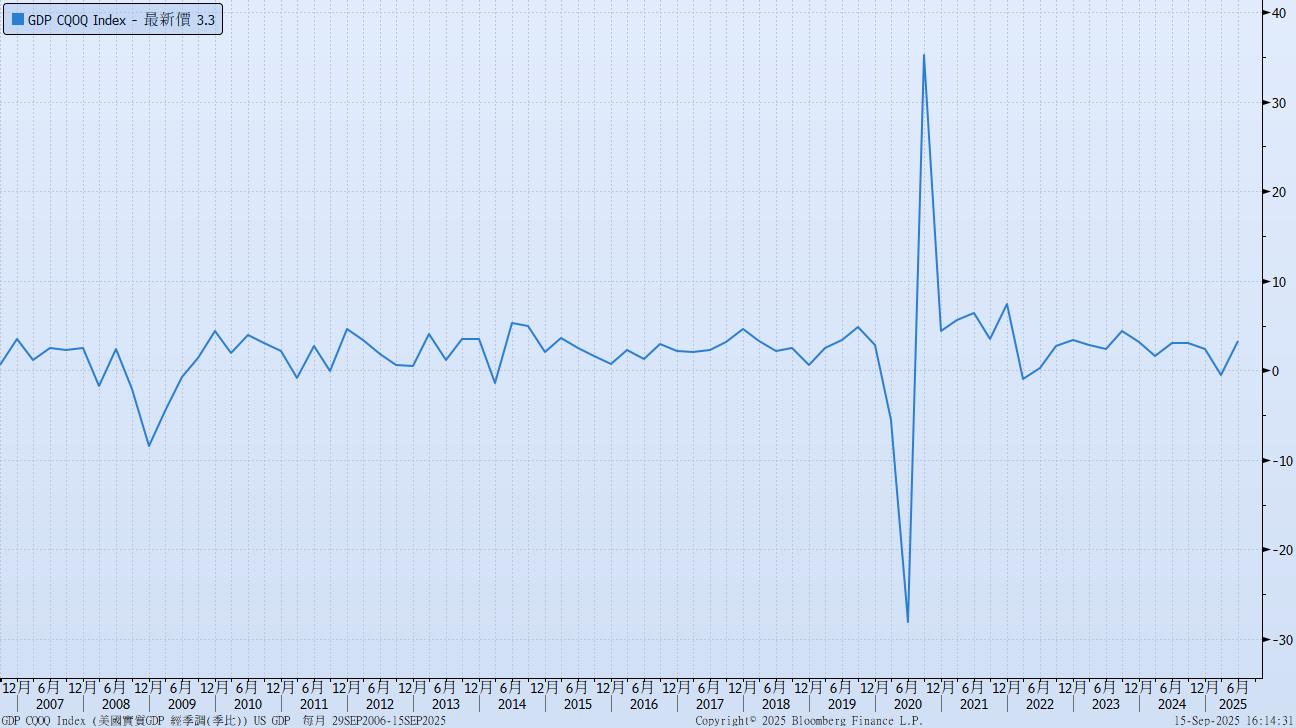 GDP CQOQ Index - 最新價 3.3
40
30
20
10
0
-10
-20
-30
12月 6月 12月 6月 12月 6月 12月 6月 12月 6月 12月 6月 12月 6月 12月 6月 12月 6月 12月 6月 12月 6月 12月 6月 12月 6月 12月 6月 12月 6月 12月 6月 12月 6月 12月 6月 12月 6月
2007 2008 2009 2010 2011 2012 2013 2014 2015 2016 2017 2018 2019 2020 2021 2022 2023 2024 2025
GDP CQOQ Index (美國實質GDP 經季調(季比)) US GDP 每月 29SEP2006-15SEP2025 Copyright© 2025 Bloomberg Finance L.P. 15-Sep-2025 16:14:31